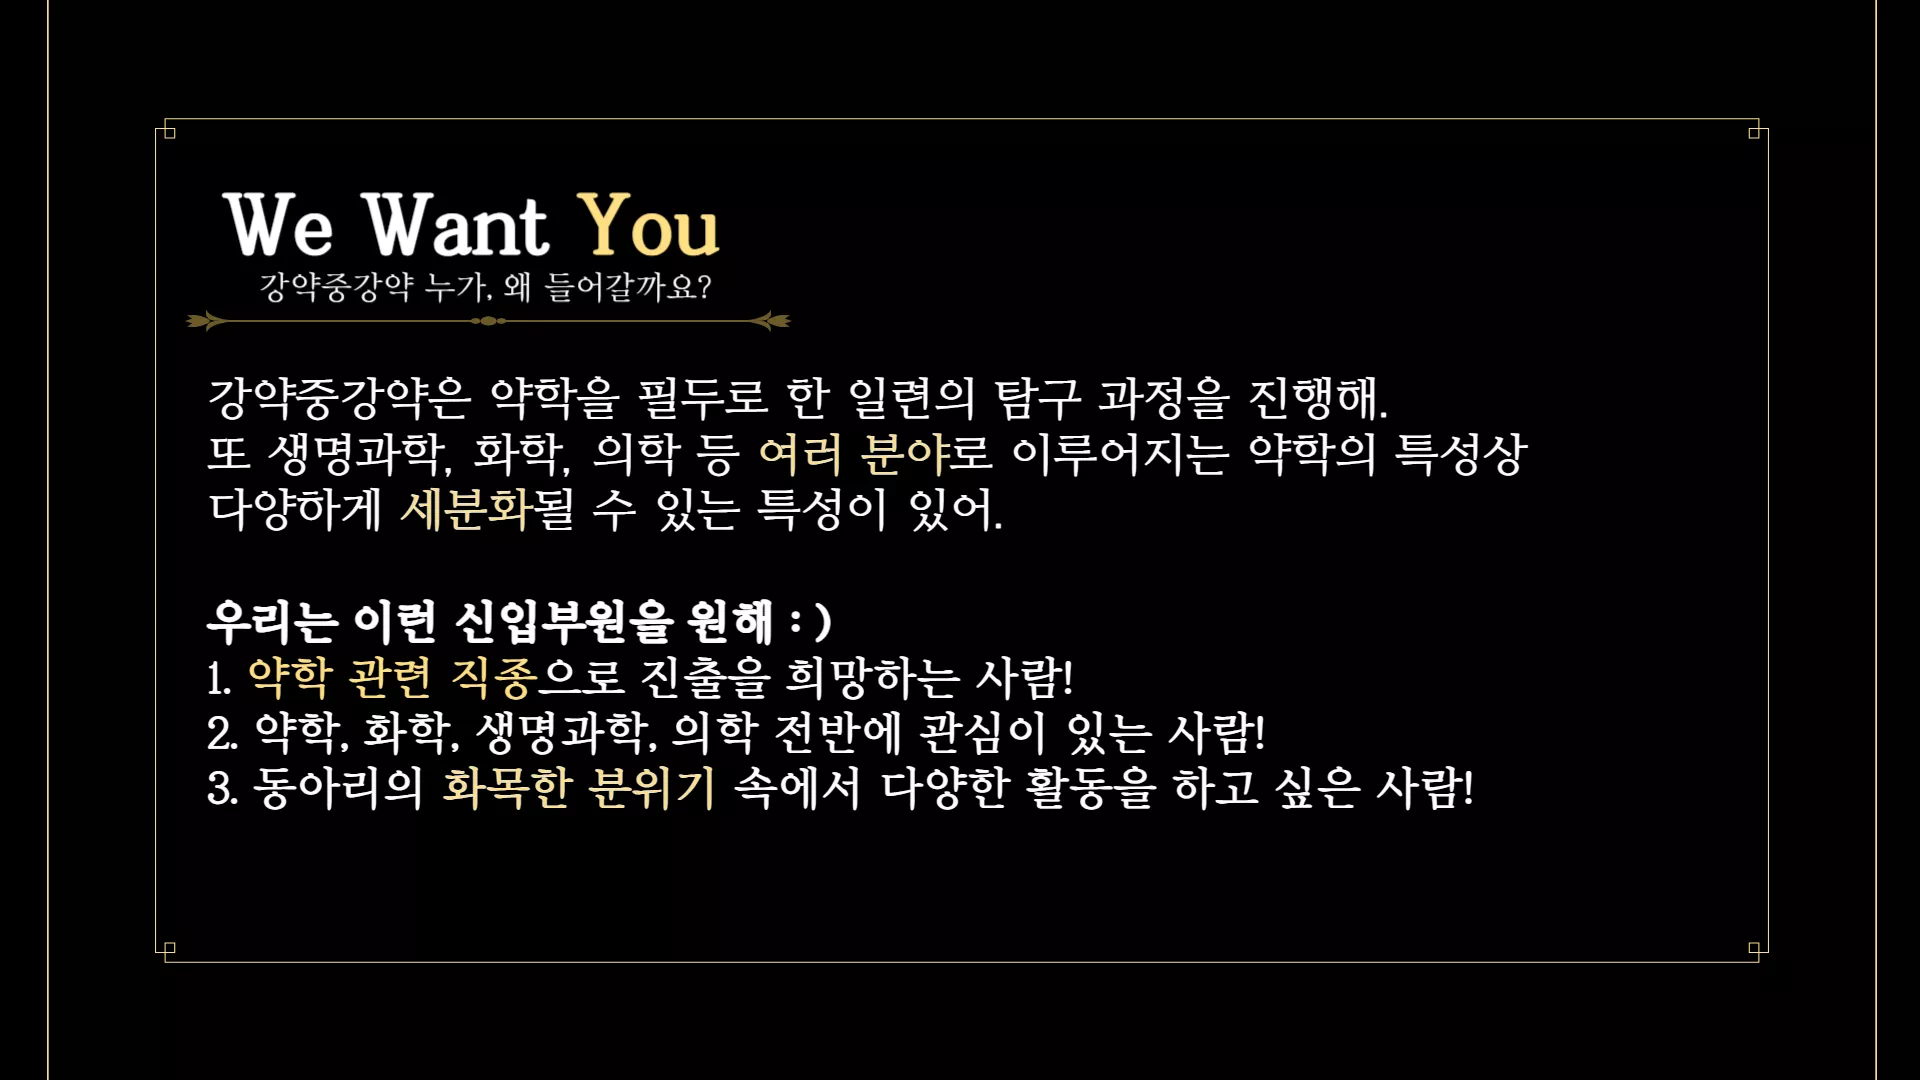 We Want You
강약중강약 누가, 왜 들어갈까요?
강약중강약은 약학을 필두로 한 일련의 탐구 과정을 진행해.
또 생명과학, 화학, 의학 등 여러 분야로 이루어지는 약학의 특성상
다양하게 세분화될 수 있는 특성이 있어.
우리는 이런 신입부원을 원해 : )
1. 약학 관련 직종으로 진출을 희망하는 사람!
2. 약학, 화학, 생명과학, 의학 전반에 관심이 있는 사람!
3. 동아리의 화목한 분위기 속에서 다양한 활동을 하고 싶은 사람!